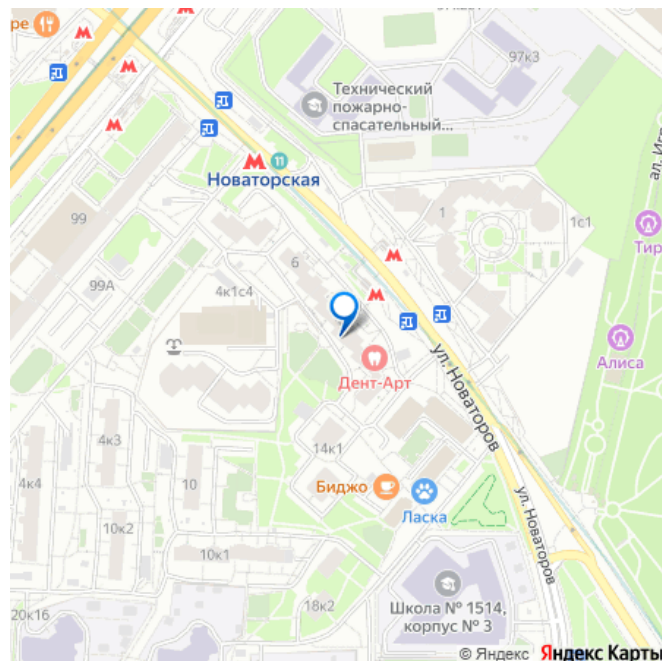 ре
97к3
Технический
пожарно-
спасательный...
11
Новаторская
99
6
1
1с1
Тир
99А
4к1с4
Алиса
Дент-Арт
ул. Новаторов
4к3
14к1
4к4
10
Биджо
Ласка
ул. Новаторов
10к2
10к1
18к2
20к16
Школа № 1514,
корпус № 3
© Яндекс Яндекс Карты